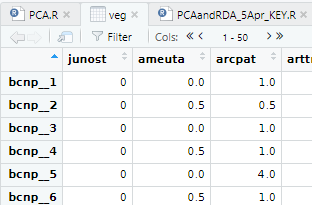 PCA.R × veg × PCAandRDA_5Apr_KEY.R
Filter Cols: « < 1 - 50 > »
junost ameuta arcpat
bcnp__1 0 0.0 1.0
bcnp__2 0 0.5 0.5
bcnp__3 0 0.0 1.0
bcnp__4 0 0.5 1.0
bcnp__5 0 0.0 4.0
bcnp__6 0 0.5 1.0